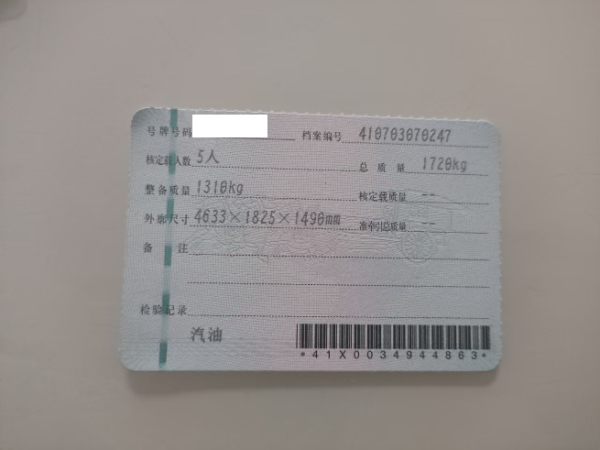 号牌号码 档案编号 410703070247
核定载人数 5人 总质量 1720kg
整备质量 1310kg 核定载质量 --
外廓尺寸 4633×1825×1490mm 准牵引总质量 --
备注
检验记录
汽油
*41X0034944863*